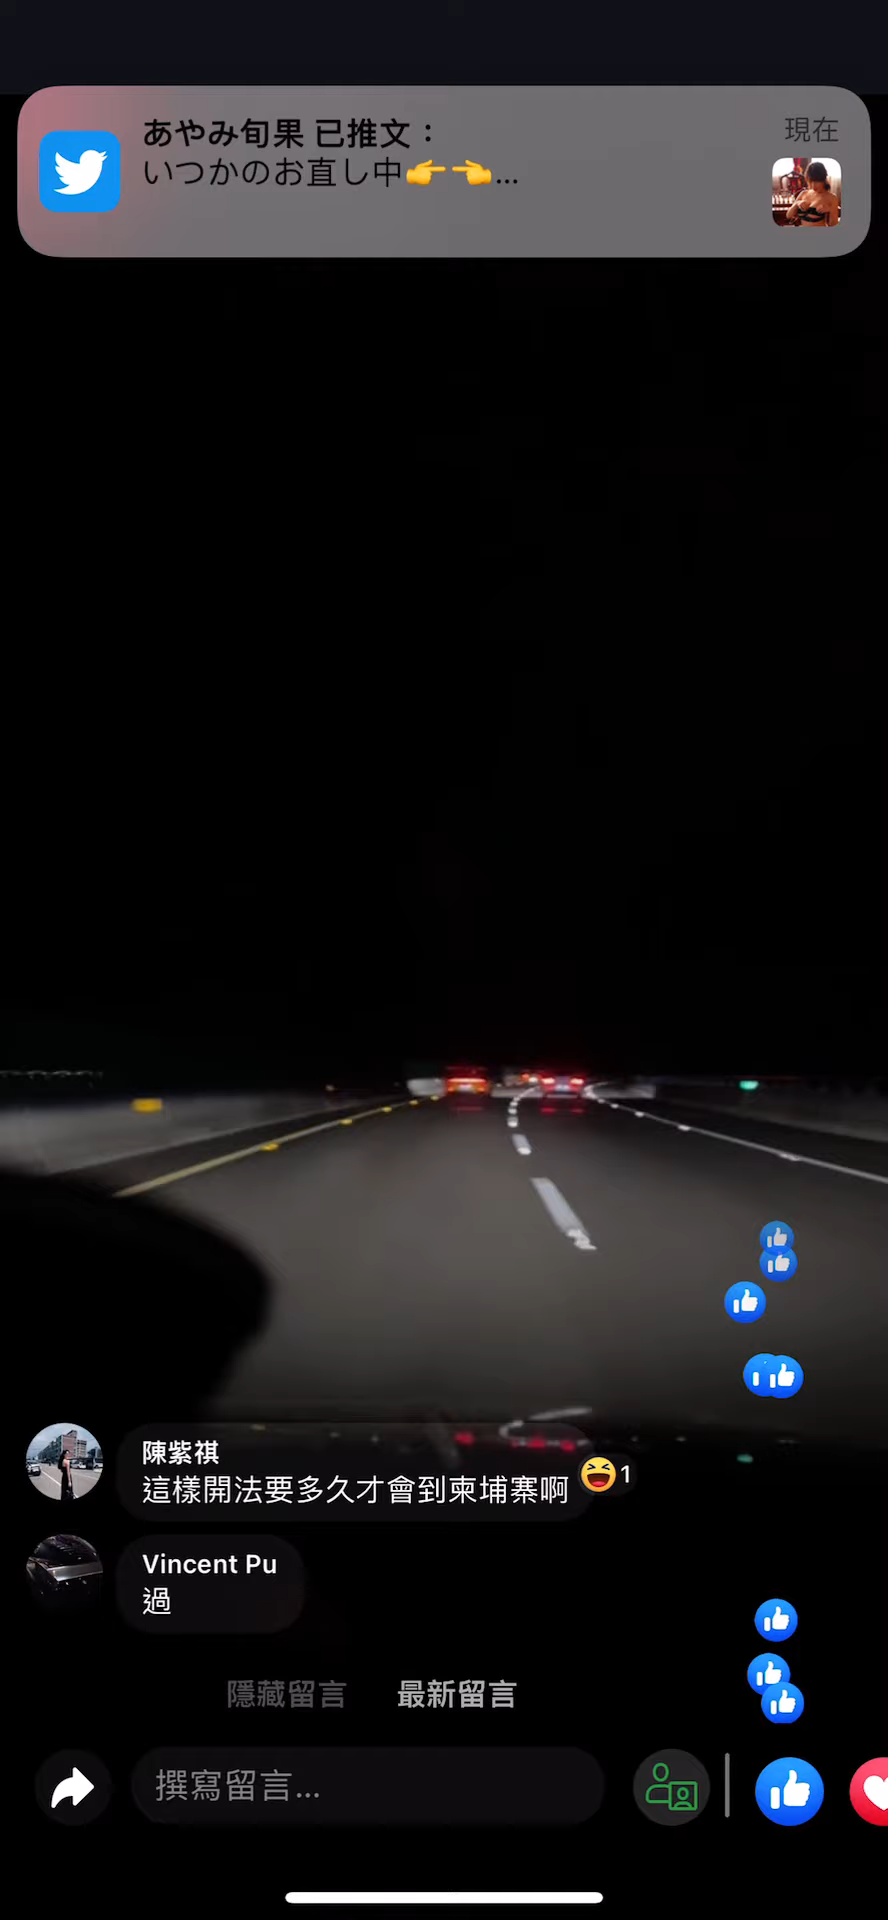 あやみ旬果 已推文：
現在
いつかのお直し中👉👈...
陳紫祺
這樣開法要多久才會到柬埔寨啊
1
Vincent Pu
過
隱藏留言 最新留言
撰寫留言...